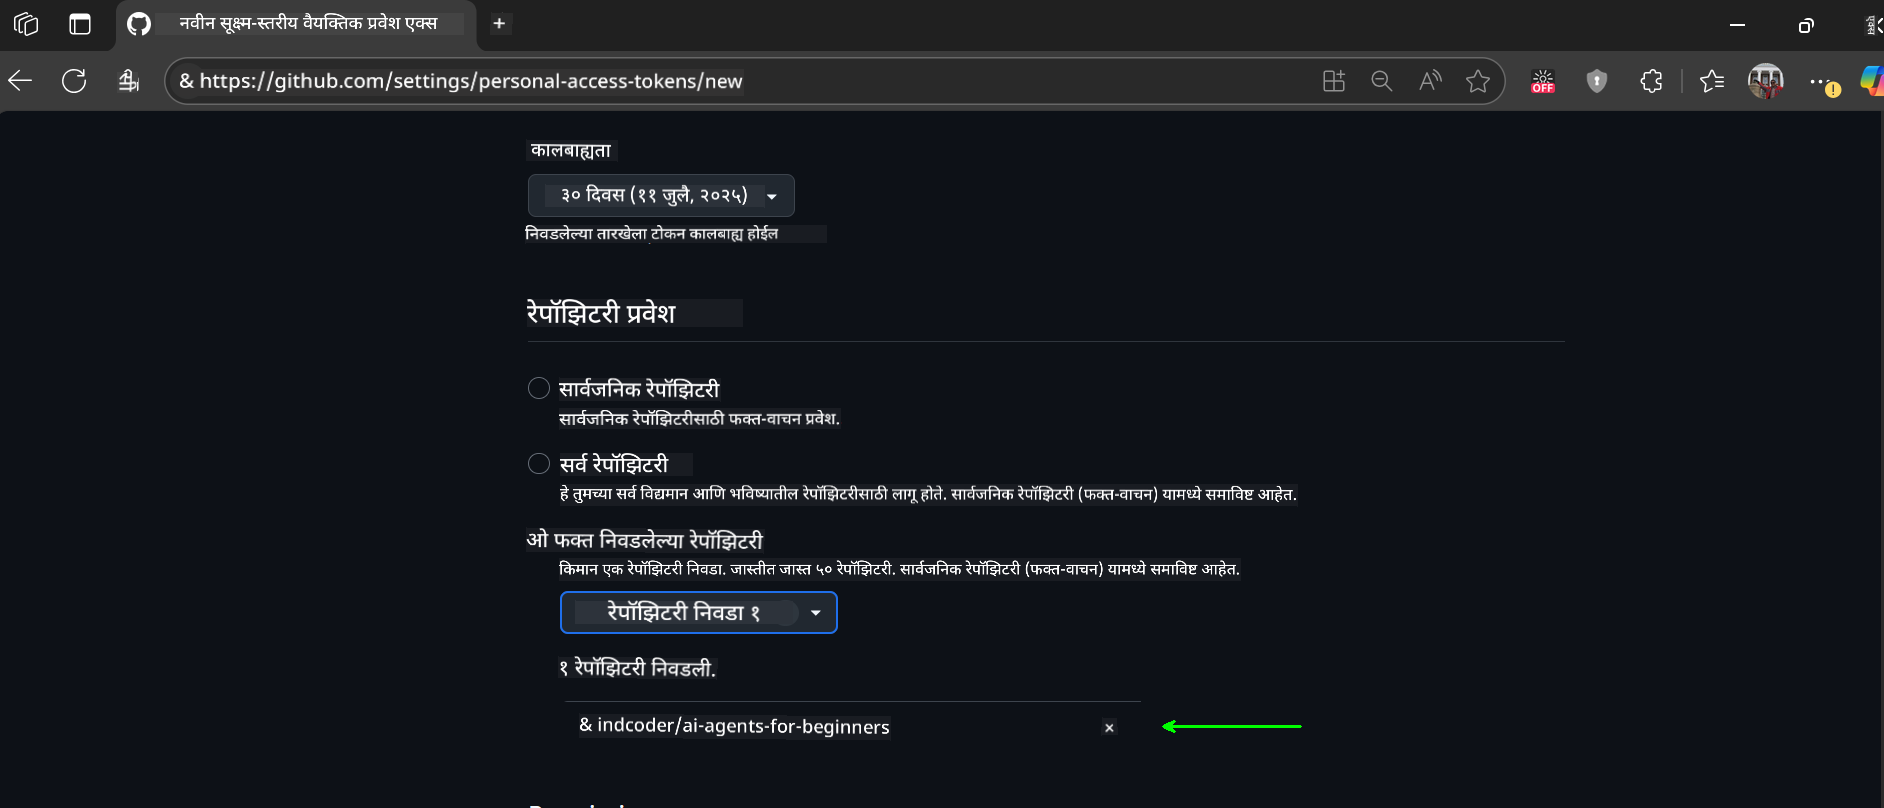 नवीन सूक्ष्म-स्तरीय वैयक्तिक प्रवेश एक्स
& https://github.com/settings/personal-access-tokens/new
OFF
कालबाह्यता
३० दिवस (११ जुलै, २०२५)
निवडलेल्या तारखेला टोकन कालबाह्य होईल
रेपॉझिटरी प्रवेश
सार्वजनिक रेपॉझिटरी
सार्वजनिक रेपॉझिटरीसाठी फक्त-वाचन प्रवेश.
सर्व रेपॉझिटरी
हे तुमच्या सर्व विद्यमान आणि भविष्यातील रेपॉझिटरीसाठी लागू होते. सार्वजनिक रेपॉझिटरी (फक्त-वाचन) यामध्ये समाविष्ट आहेत.
ओ फक्त निवडलेल्या रेपॉझिटरी
किमान एक रेपॉझिटरी निवडा. जास्तीत जास्त ५० रेपॉझिटरी. सार्वजनिक रेपॉझिटरी (फक्त-वाचन) यामध्ये समाविष्ट आहेत.
रेपॉझिटरी निवडा १
१ रेपॉझिटरी निवडली.
& indcoder/ai-agents-for-beginners